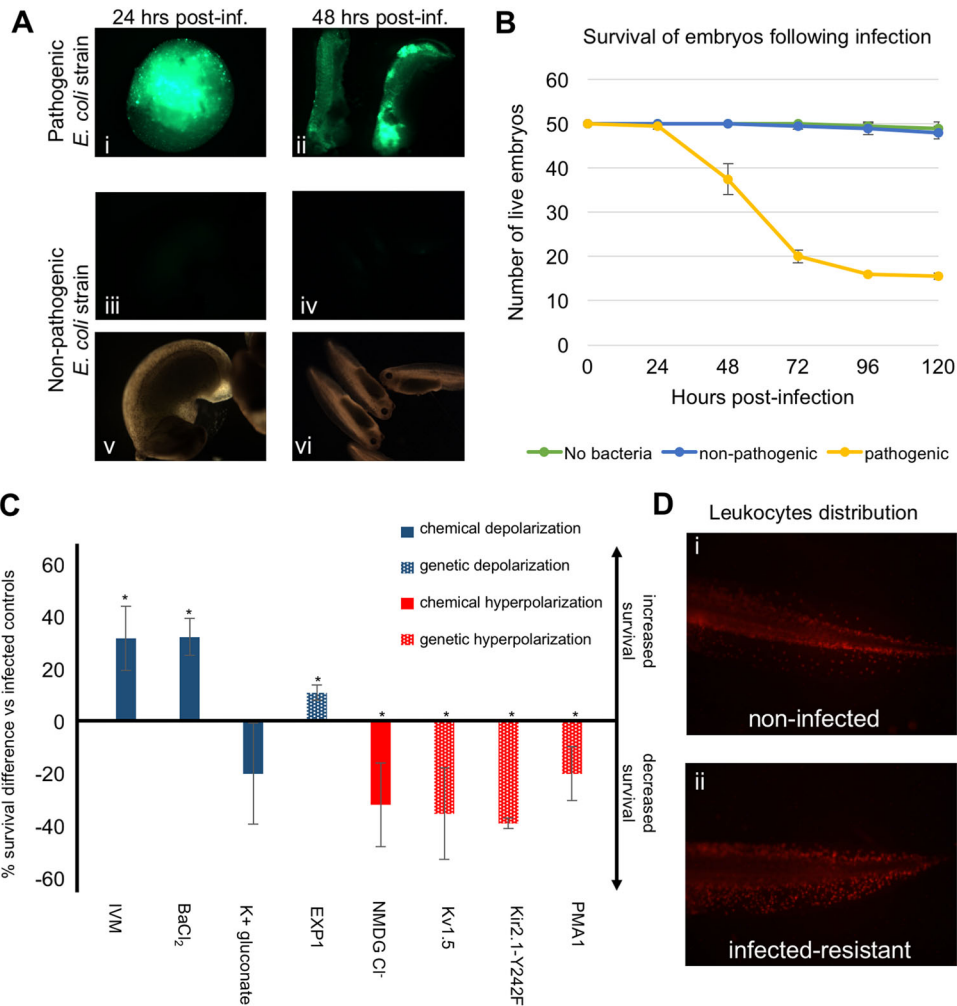 A
24 hrs post-inf.
48 hrs post-inf.
Pathogenic
E. coli strain
i
ii
Non-pathogenic
E. coli strain
iii
iv
v
vi
B
Survival of embryos following infection
Number of live embryos
60
50
40
30
20
10
0
0 24 48 72 96 120
Hours post-infection
No bacteria non-pathogenic pathogenic
C
% survival difference vs infected controls
60
40
20
0
-20
-40
-60
chemical depolarization
genetic depolarization
chemical hyperpolarization
genetic hyperpolarization
* * * * * * *
increased
survival
decreased
survival
IVM
BaCl₂
K+ gluconate
EXP1
NMDG Cl⁻
Kv1.5
Kir2.1-Y242F
PMA1
D
Leukocytes distribution
i
non-infected
ii
infected-resistant